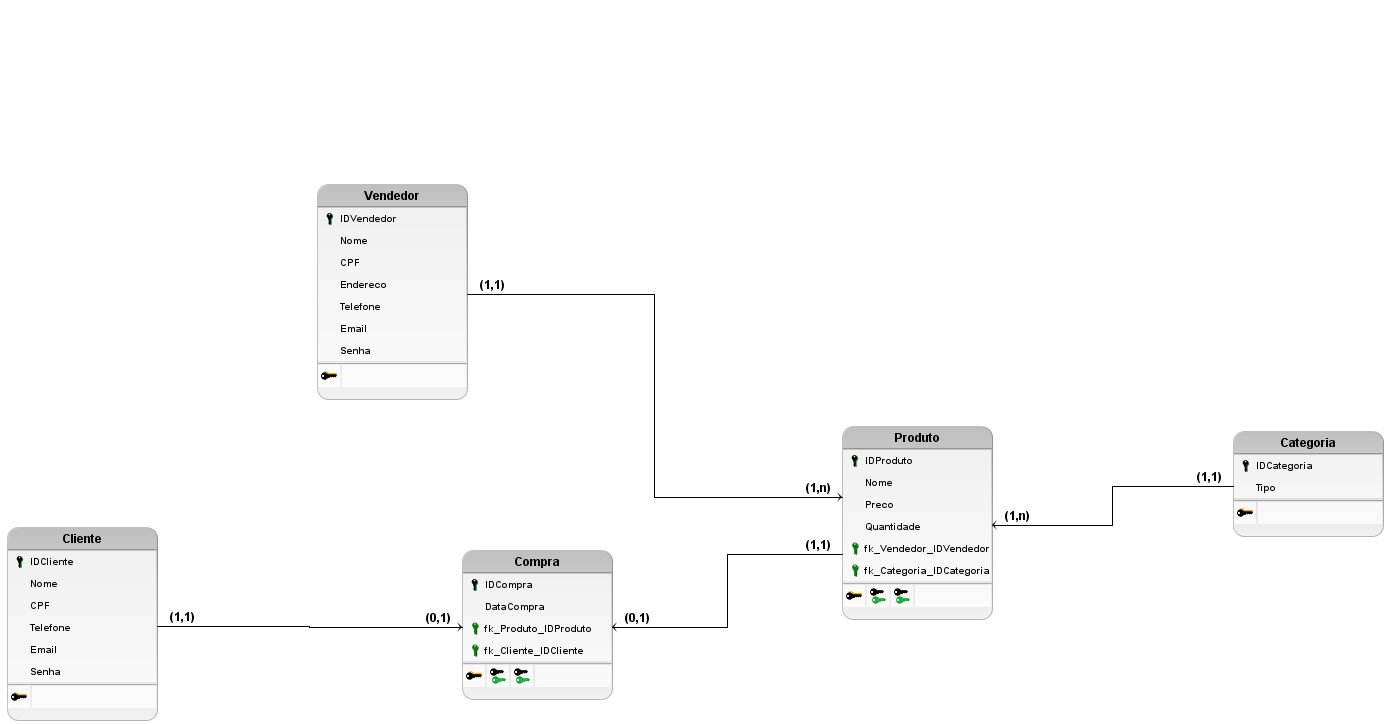 Vendedor
IDVendedor
Nome
CPF
Endereco
Telefone
Email
Senha
(1,1)
(1,n)
Produto
IDProduto
Nome
Preco
Quantidade
fk_Vendedor_IDVendedor
fk_Categoria_IDCategoria
(1,1)
(1,n)
Categoria
IDCategoria
Tipo
(1,1)
Cliente
IDCliente
Nome
CPF
Telefone
Email
Senha
(1,1)
(0,1)
Compra
IDCompra
DataCompra
fk_Produto_IDProduto
fk_Cliente_IDCliente
(0,1)